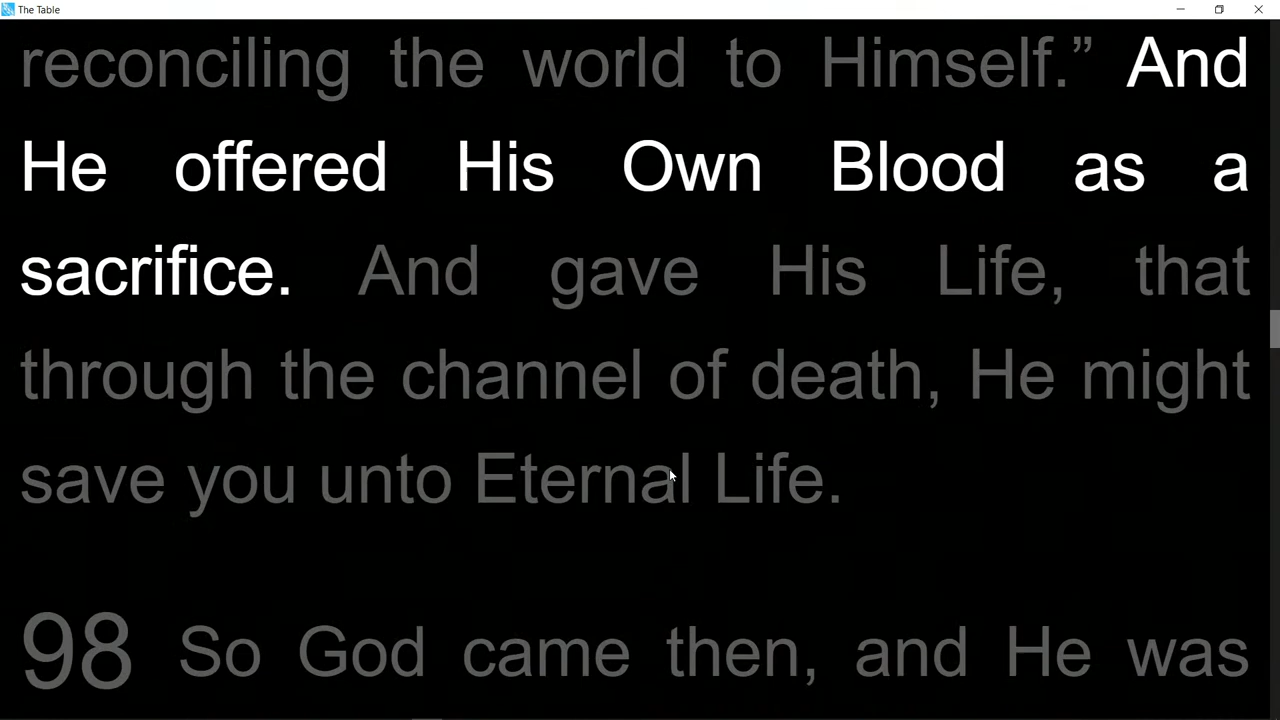 The Table
reconciling the world to Himself.” And
He offered His Own Blood as a
sacrifice. And gave His Life, that
through the channel of death, He might
save you unto Eternal Life.
98 So God came then, and He was